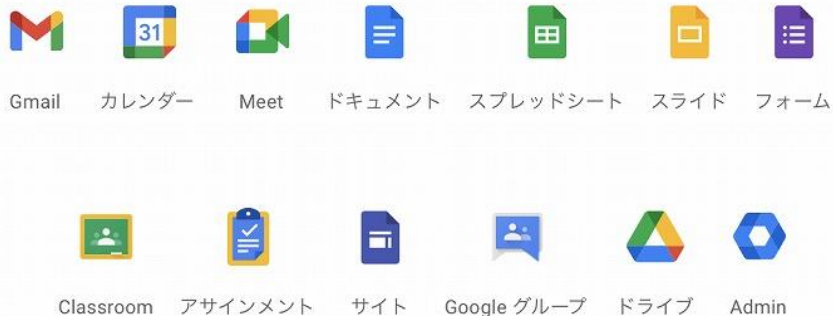 31
Gmail カレンダー Meet ドキュメント スプレッドシート スライド フォーム
Classroom アサインメント サイト Google グループ ドライブ Admin